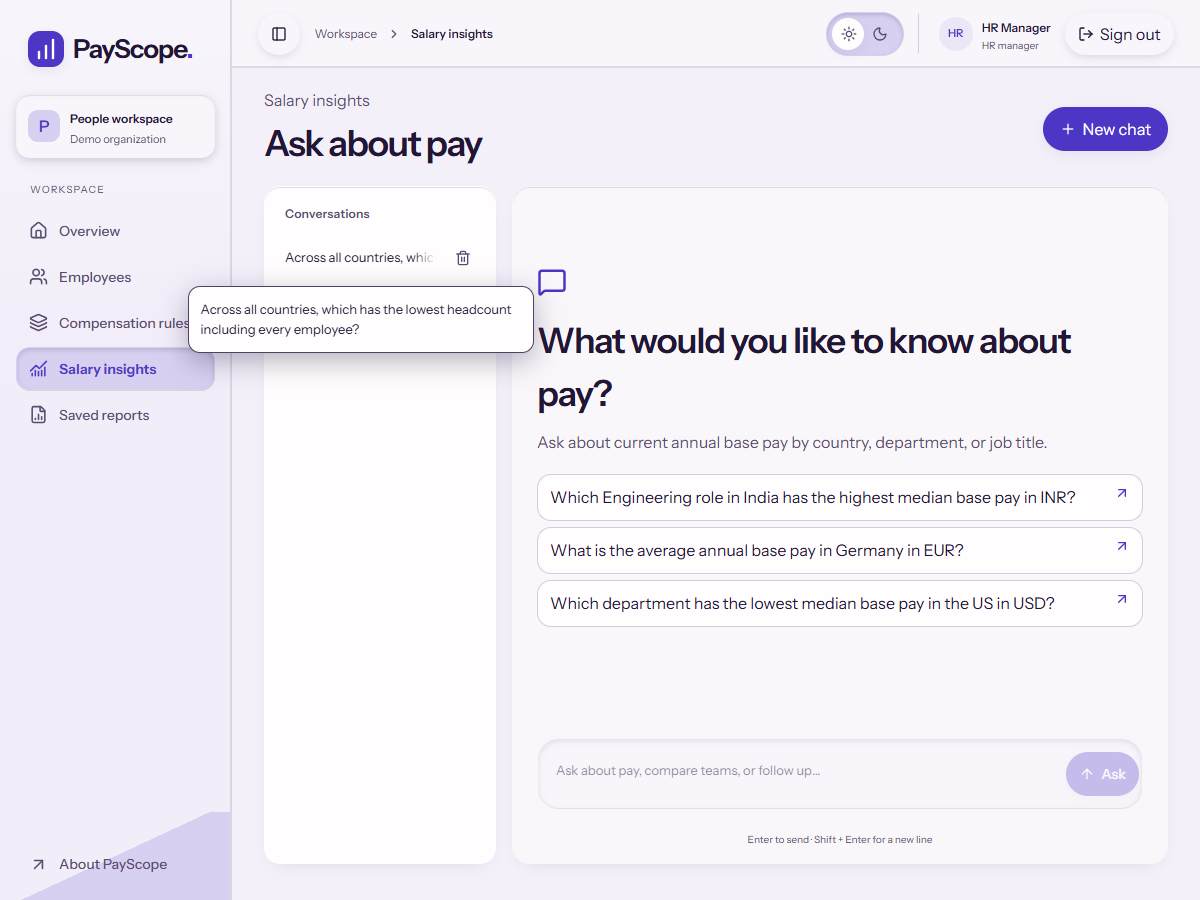 PayScope.
Workspace
Salary insights
HR
HR Manager
HR manager
Sign out
P
People workspace
Demo organization
WORKSPACE
Overview
Employees
Compensation rules
Salary insights
Saved reports
About PayScope
Salary insights
Ask about pay
New chat
Conversations
Across all countries, whic
Across all countries, which has the lowest headcount
including every employee?
What would you like to know about
pay?
Ask about current annual base pay by country, department, or job title.
Which Engineering role in India has the highest median base pay in INR?
What is the average annual base pay in Germany in EUR?
Which department has the lowest median base pay in the US in USD?
Ask about pay, compare teams, or follow up...
Ask
Enter to send · Shift + Enter for a new line